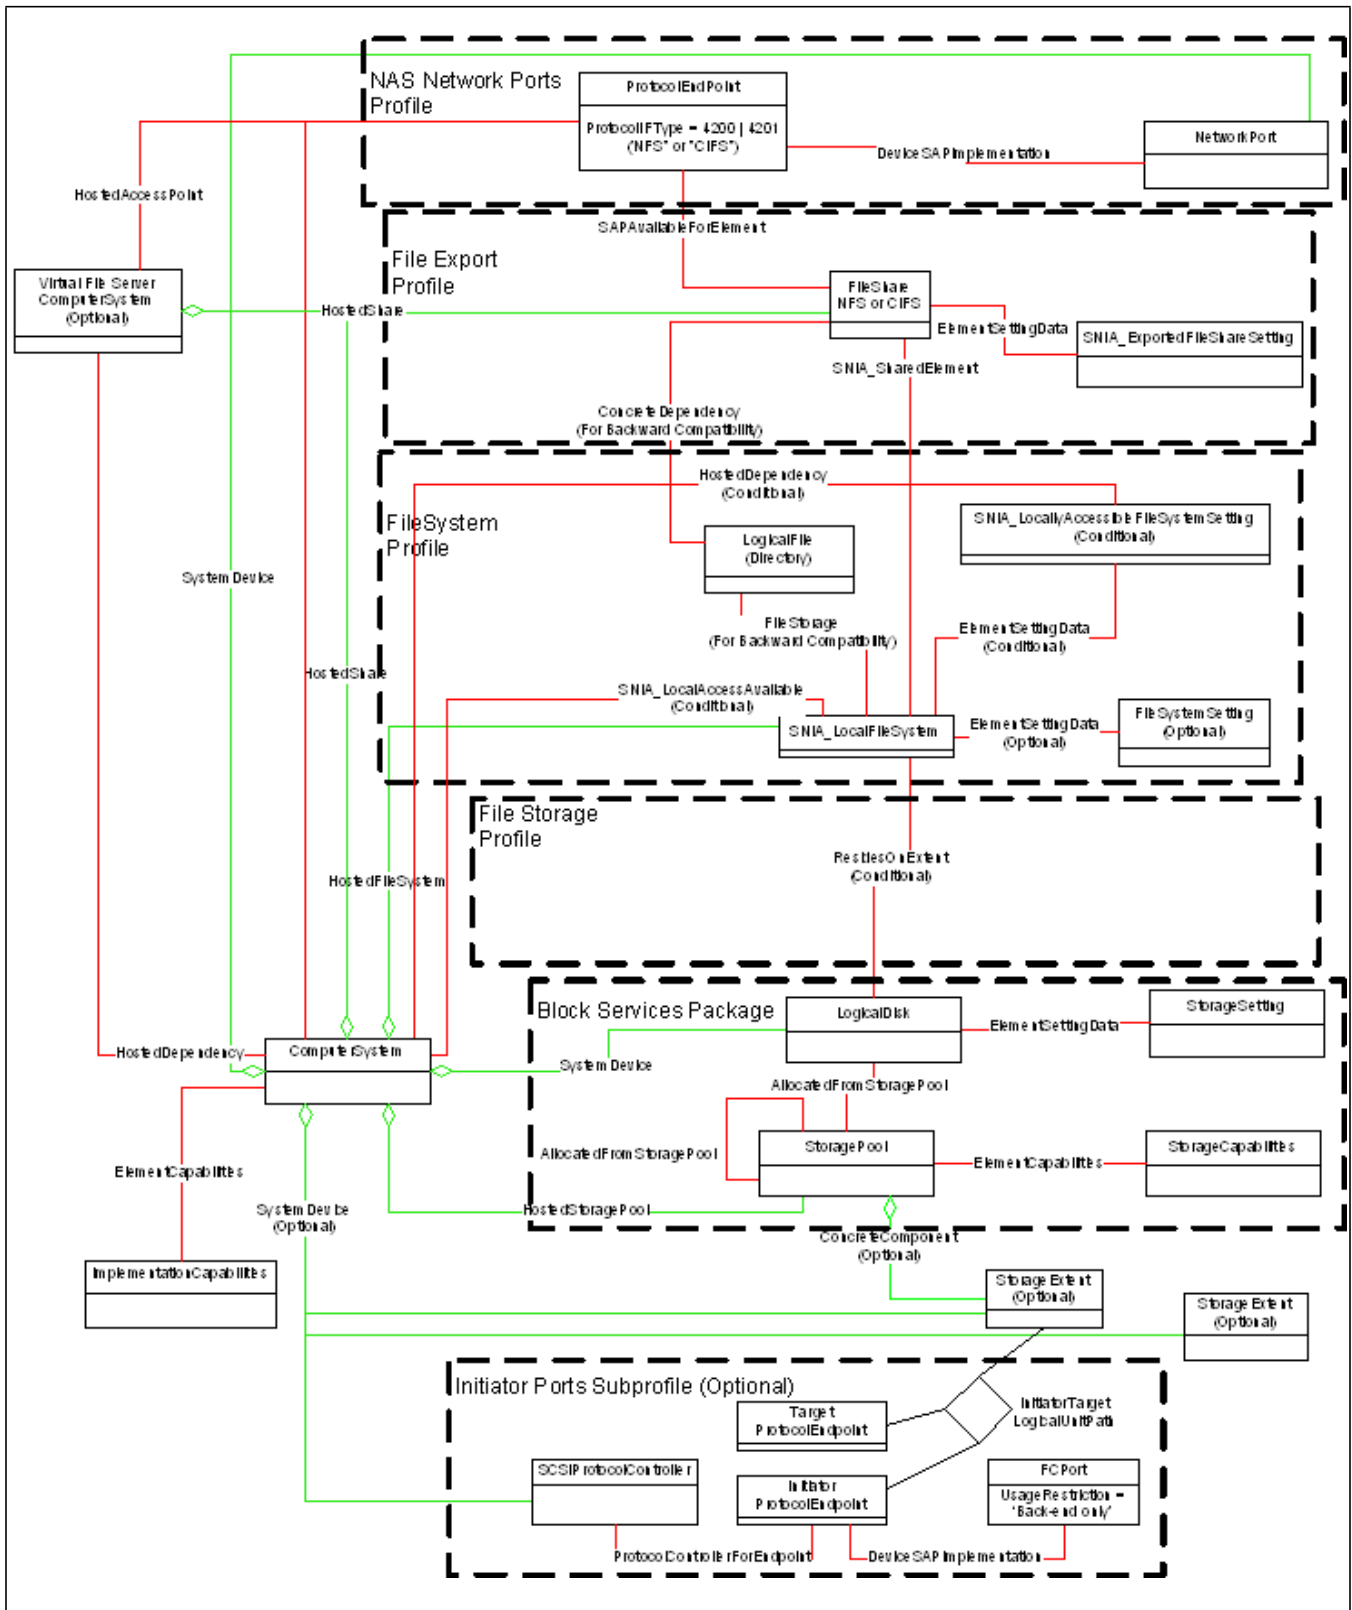 NAS Network Ports
Profile
ProtocolEndPoint
ProtocolIFType = 4200 | 4201
(NFS" or "CIFS")
DeviceSAPImplementation
NetworkPort
HostedAccessPoint
SAPAvailableForElement
File Export
Profile
Virtual File Server
ComputerSystem
(Optional)
HostedShare
FileShare
NFS or CIFS
ElementSettingData
SNIA_ExportedFileShareSetting
SNIA_SharedElement
ConcreteDependency
(For Backward Compatibility)
HostedDependency
(Conditional)
FileSystem
Profile
SNIA_LocallyAccessibleFileSystemSetting
(Conditional)
LogicalFile
(Directory)
System Device
FileStorage
(For Backward Compatibility)
ElementSettingData
(Conditional)
HostedShare
SNIA_LocalAccessAvailable
(Conditional)
SNIA_LocalFileSystem
ElementSettingData
(Optional)
FileSystemSetting
(Optional)
File Storage
Profile
ResidesOnExtent
(Conditional)
HostedFileSystem
Block Services Package
LogicalDisk
StorageSetting
ElementSettingData
HostedDependency
ComputerSystem
System Device
AllocatedFromStoragePool
AllocatedFromStoragePool
StoragePool
ElementCapabilities
StorageCapabilities
ElementCapabilities
System Device
(Optional)
HostedStoragePool
ConcreteComponent
(Optional)
ImplementationCapabilities
Storage Extent
(Optional)
Storage Extent
(Optional)
Initiator Ports Subprofile (Optional)
Target
ProtocolEndpoint
InitiatorTarget
LogicalUnitPath
SCSIProtocolController
Initiator
ProtocolEndpoint
FCPort
UsageRestriction =
'Back-end only'
ProtocolControllerForEndpoint
DeviceSAPImplementation